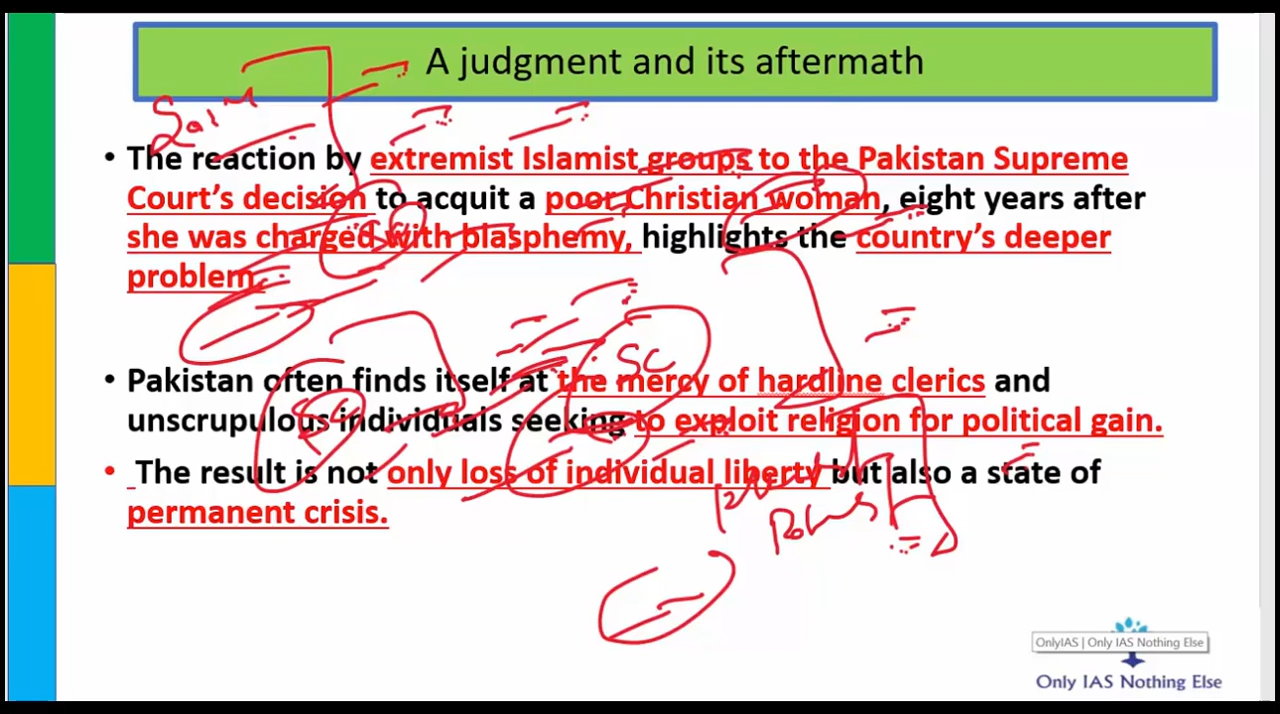 A judgment and its aftermath
• The reaction by extremist Islamist groups to the Pakistan Supreme
Court's decision to acquit a poor Christian woman, eight years after
she was charged with blasphemy, highlights the country's deeper
problem.
• Pakistan often finds itself at the mercy of hardline clerics and
unscrupulous individuals seeking to exploit religion for political gain.
• The result is not only loss of individual liberty but also a state of
permanent crisis.
SC
OnlyIAS | Only IAS Nothing Else
Only IAS Nothing Else